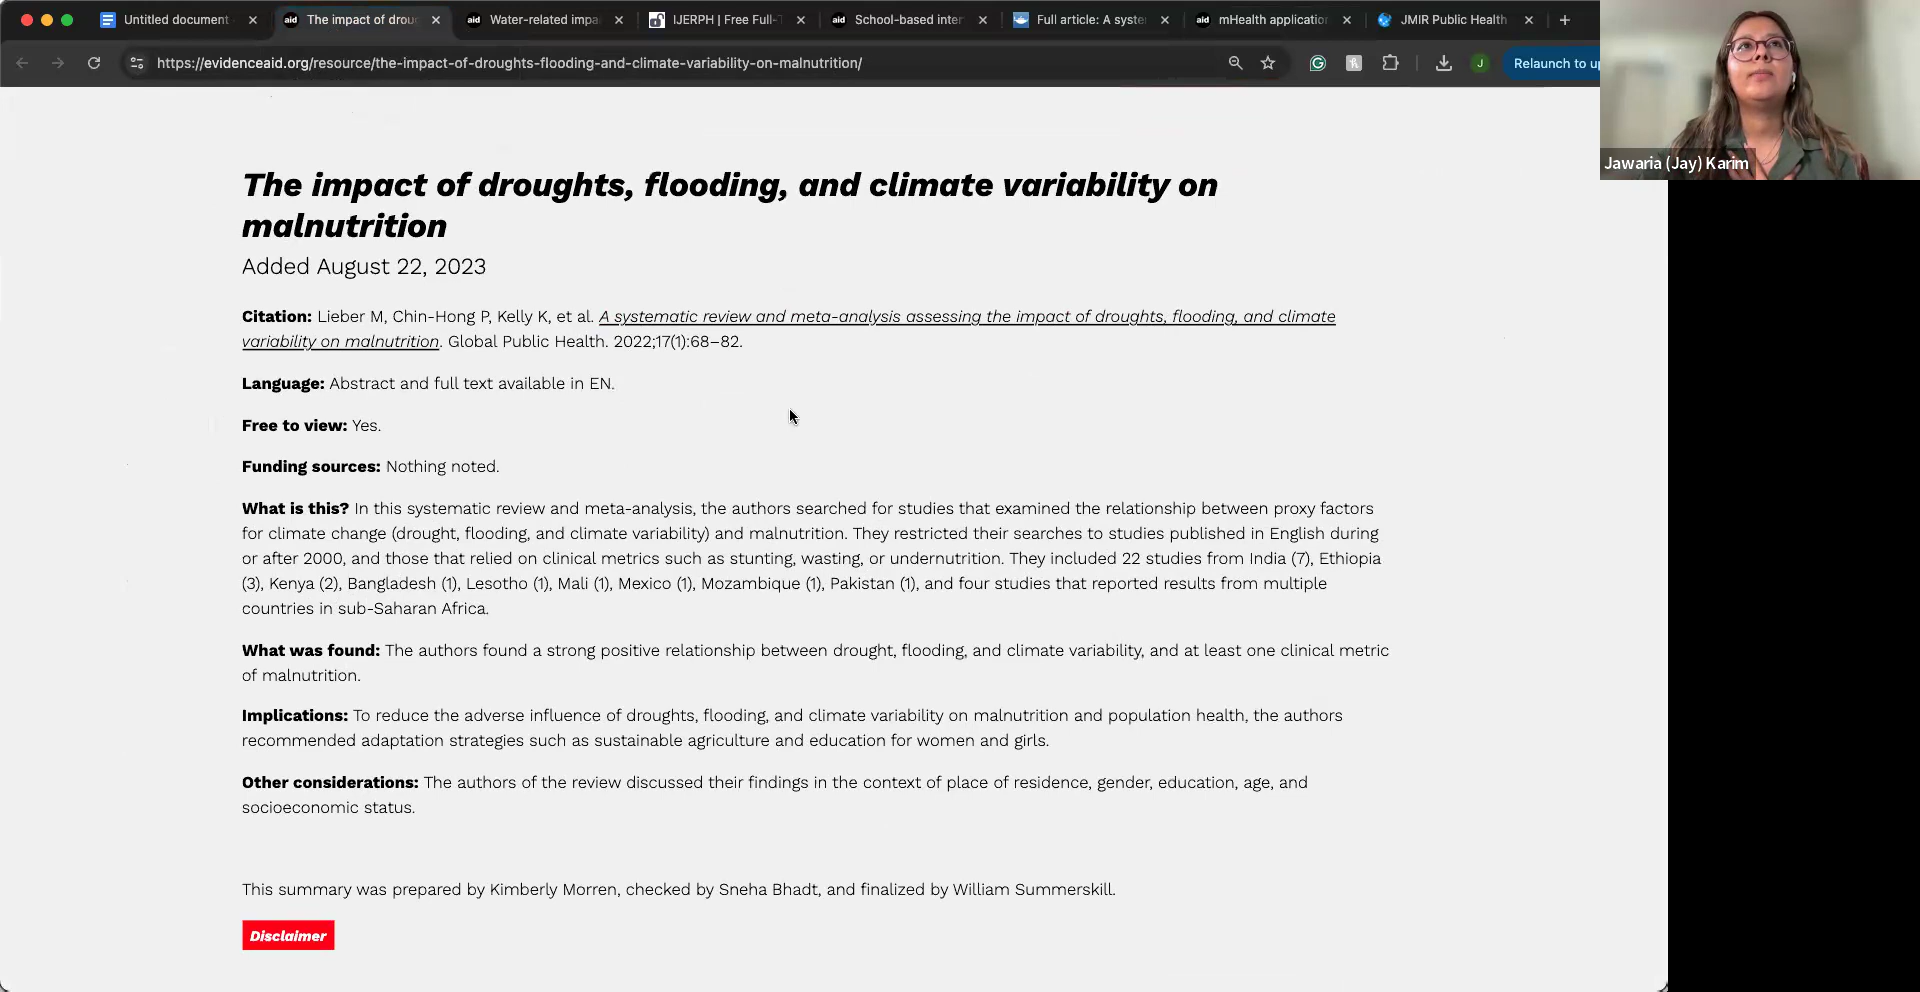 Untitled document
aid The impact of drou
aid Water-related impa
IJERPH | Free Full-T
aid School-based inter
Full article: A syste
aid mHealth application
JMIR Public Health
https://evidenceaid.org/resource/the-impact-of-droughts-flooding-and-climate-variability-on-malnutrition/
J
Relaunch to up
Jawaria (Jay) Karim
The impact of droughts, flooding, and climate variability on
malnutrition
Added August 22, 2023
Citation: Lieber M, Chin-Hong P, Kelly K, et al. A systematic review and meta-analysis assessing the impact of droughts, flooding, and climate
variability on malnutrition. Global Public Health. 2022;17(1):68–82.
Language: Abstract and full text available in EN.
Free to view: Yes.
Funding sources: Nothing noted.
What is this? In this systematic review and meta-analysis, the authors searched for studies that examined the relationship between proxy factors
for climate change (drought, flooding, and climate variability) and malnutrition. They restricted their searches to studies published in English during
or after 2000, and those that relied on clinical metrics such as stunting, wasting, or undernutrition. They included 22 studies from India (7), Ethiopia
(3), Kenya (2), Bangladesh (1), Lesotho (1), Mali (1), Mexico (1), Mozambique (1), Pakistan (1), and four studies that reported results from multiple
countries in sub-Saharan Africa.
What was found: The authors found a strong positive relationship between drought, flooding, and climate variability, and at least one clinical metric
of malnutrition.
Implications: To reduce the adverse influence of droughts, flooding, and climate variability on malnutrition and population health, the authors
recommended adaptation strategies such as sustainable agriculture and education for women and girls.
Other considerations: The authors of the review discussed their findings in the context of place of residence, gender, education, age, and
socioeconomic status.
This summary was prepared by Kimberly Morren, checked by Sneha Bhadt, and finalized by William Summerskill.
Disclaimer